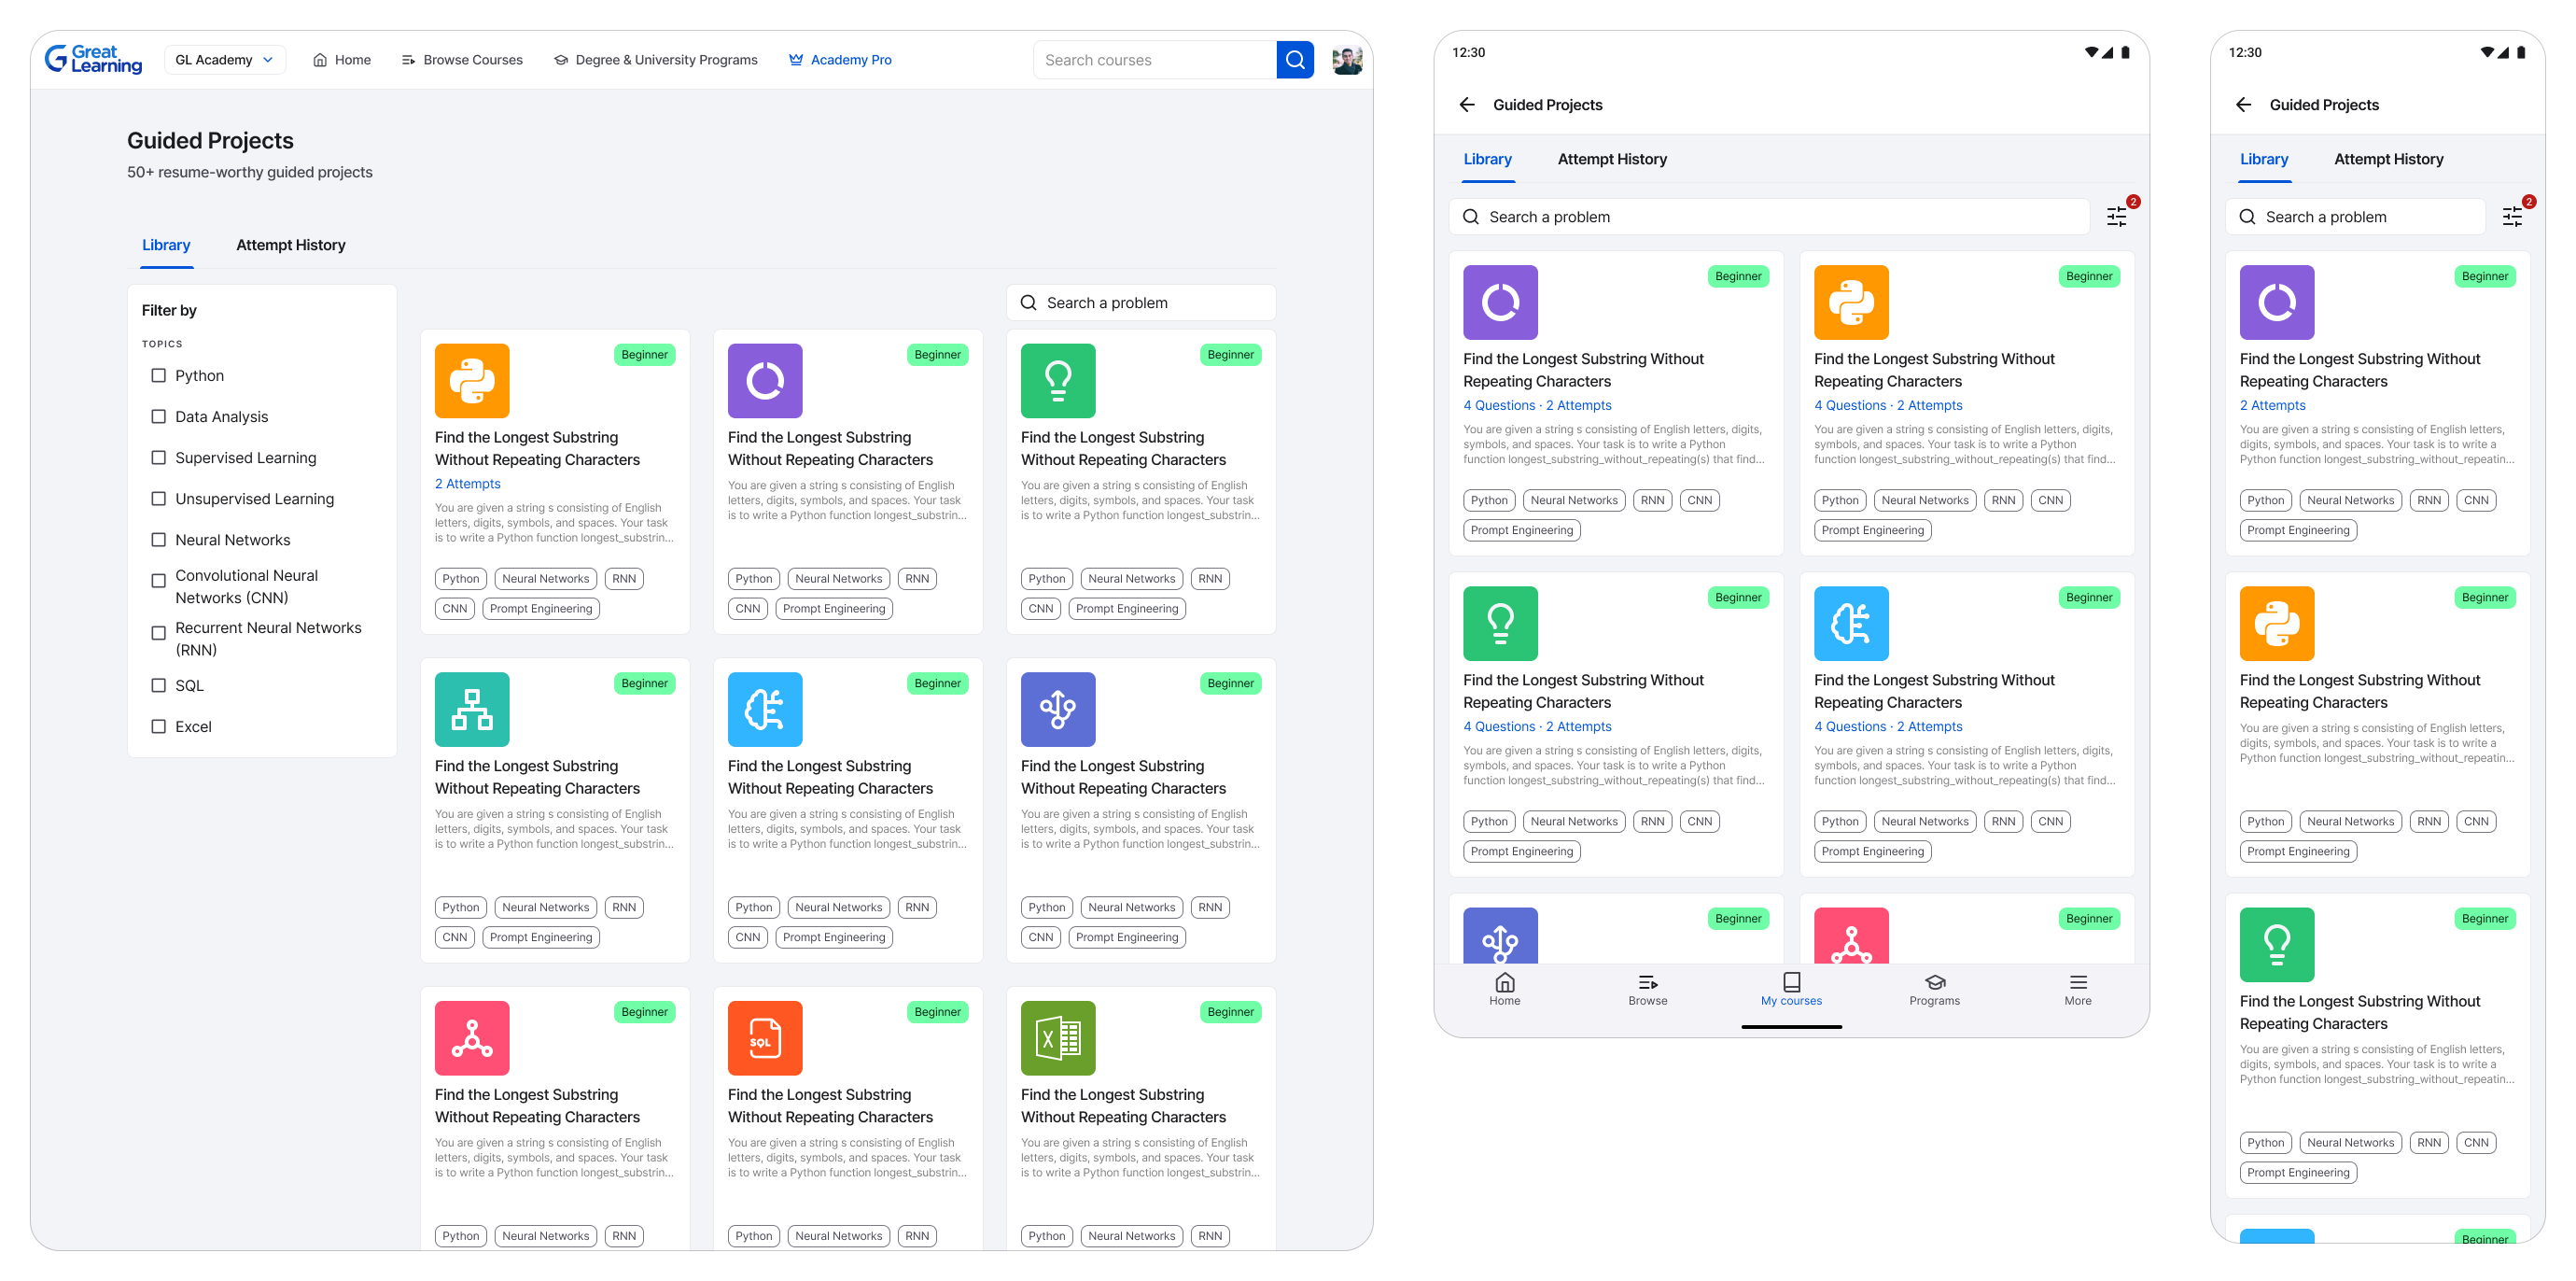 Great Learning
GL Academy
Home
Browse Courses
Degree & University Programs
Academy Pro
Search courses
Guided Projects
50+ resume-worthy guided projects
Library
Attempt History
Filter by
TOPICS
Python
Data Analysis
Supervised Learning
Unsupervised Learning
Neural Networks
Convolutional Neural
Networks (CNN)
Recurrent Neural Networks
(RNN)
SQL
Excel
Search a problem
Beginner
Find the Longest Substring
Without Repeating Characters
2 Attempts
You are given a string s consisting of English
letters, digits, symbols, and spaces. Your task
is to write a Python function longest_substrin...
Python Neural Networks RNN
CNN Prompt Engineering
Beginner
Find the Longest Substring
Without Repeating Characters
You are given a string s consisting of English
letters, digits, symbols, and spaces. Your task
is to write a Python function longest_substrin...
Python Neural Networks RNN
CNN Prompt Engineering
Beginner
Find the Longest Substring
Without Repeating Characters
You are given a string s consisting of English
letters, digits, symbols, and spaces. Your task
is to write a Python function longest_substrin...
Python Neural Networks RNN
CNN Prompt Engineering
Beginner
Find the Longest Substring
Without Repeating Characters
You are given a string s consisting of English
letters, digits, symbols, and spaces. Your task
is to write a Python function longest_substrin...
Python Neural Networks RNN
CNN Prompt Engineering
Beginner
Find the Longest Substring
Without Repeating Characters
You are given a string s consisting of English
letters, digits, symbols, and spaces. Your task
is to write a Python function longest_substrin...
Python Neural Networks RNN
CNN Prompt Engineering
Beginner
Find the Longest Substring
Without Repeating Characters
You are given a string s consisting of English
letters, digits, symbols, and spaces. Your task
is to write a Python function longest_substrin...
Python Neural Networks RNN
CNN Prompt Engineering
Beginner
Find the Longest Substring
Without Repeating Characters
You are given a string s consisting of English
letters, digits, symbols, and spaces. Your task
is to write a Python function longest_substrin...
Python Neural Networks RNN
SQL
Beginner
Find the Longest Substring
Without Repeating Characters
You are given a string s consisting of English
letters, digits, symbols, and spaces. Your task
is to write a Python function longest_substrin...
Python Neural Networks RNN
X
Beginner
Find the Longest Substring
Without Repeating Characters
You are given a string s consisting of English
letters, digits, symbols, and spaces. Your task
is to write a Python function longest_substrin...
Python Neural Networks RNN
12:30
Guided Projects
Library
Attempt History
Search a problem
2
Beginner
Find the Longest Substring Without
Repeating Characters
4 Questions · 2 Attempts
You are given a string s consisting of English letters, digits,
symbols, and spaces. Your task is to write a Python
function longest_substring_without_repeating(s) that find...
Python Neural Networks RNN CNN
Prompt Engineering
Beginner
Find the Longest Substring Without
Repeating Characters
4 Questions · 2 Attempts
You are given a string s consisting of English letters, digits,
symbols, and spaces. Your task is to write a Python
function longest_substring_without_repeating(s) that find...
Python Neural Networks RNN CNN
Prompt Engineering
Beginner
Find the Longest Substring Without
Repeating Characters
4 Questions · 2 Attempts
You are given a string s consisting of English letters, digits,
symbols, and spaces. Your task is to write a Python
function longest_substring_without_repeating(s) that find...
Python Neural Networks RNN CNN
Prompt Engineering
Beginner
Find the Longest Substring Without
Repeating Characters
4 Questions · 2 Attempts
You are given a string s consisting of English letters, digits,
symbols, and spaces. Your task is to write a Python
function longest_substring_without_repeating(s) that find...
Python Neural Networks RNN CNN
Prompt Engineering
Beginner
Beginner
Home
Browse
My courses
Programs
More
12:30
Guided Projects
Library
Attempt History
Search a problem
2
Beginner
Find the Longest Substring Without
Repeating Characters
2 Attempts
You are given a string s consisting of English letters,
digits, symbols, and spaces. Your task is to write a
Python function longest_substring_without_repeatin...
Python Neural Networks RNN CNN
Prompt Engineering
Beginner
Find the Longest Substring Without
Repeating Characters
You are given a string s consisting of English letters,
digits, symbols, and spaces. Your task is to write a
Python function longest_substring_without_repeatin...
Python Neural Networks RNN CNN
Prompt Engineering
Beginner
Find the Longest Substring Without
Repeating Characters
You are given a string s consisting of English letters,
digits, symbols, and spaces. Your task is to write a
Python function longest_substring_without_repeatin...
Python Neural Networks RNN CNN
Prompt Engineering
Beginner